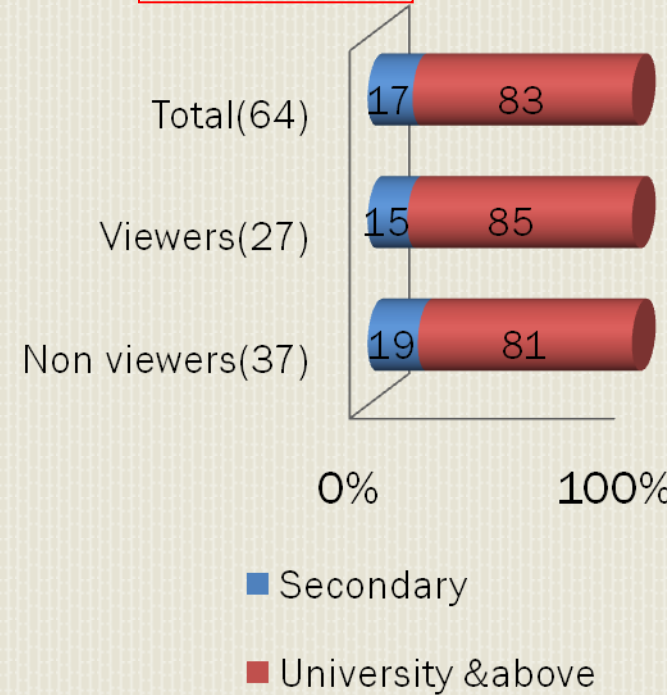 Total(64) 17 83
Viewers(27) 15 85
Non viewers(37) 19 81
0% 100%
Secondary
University &above